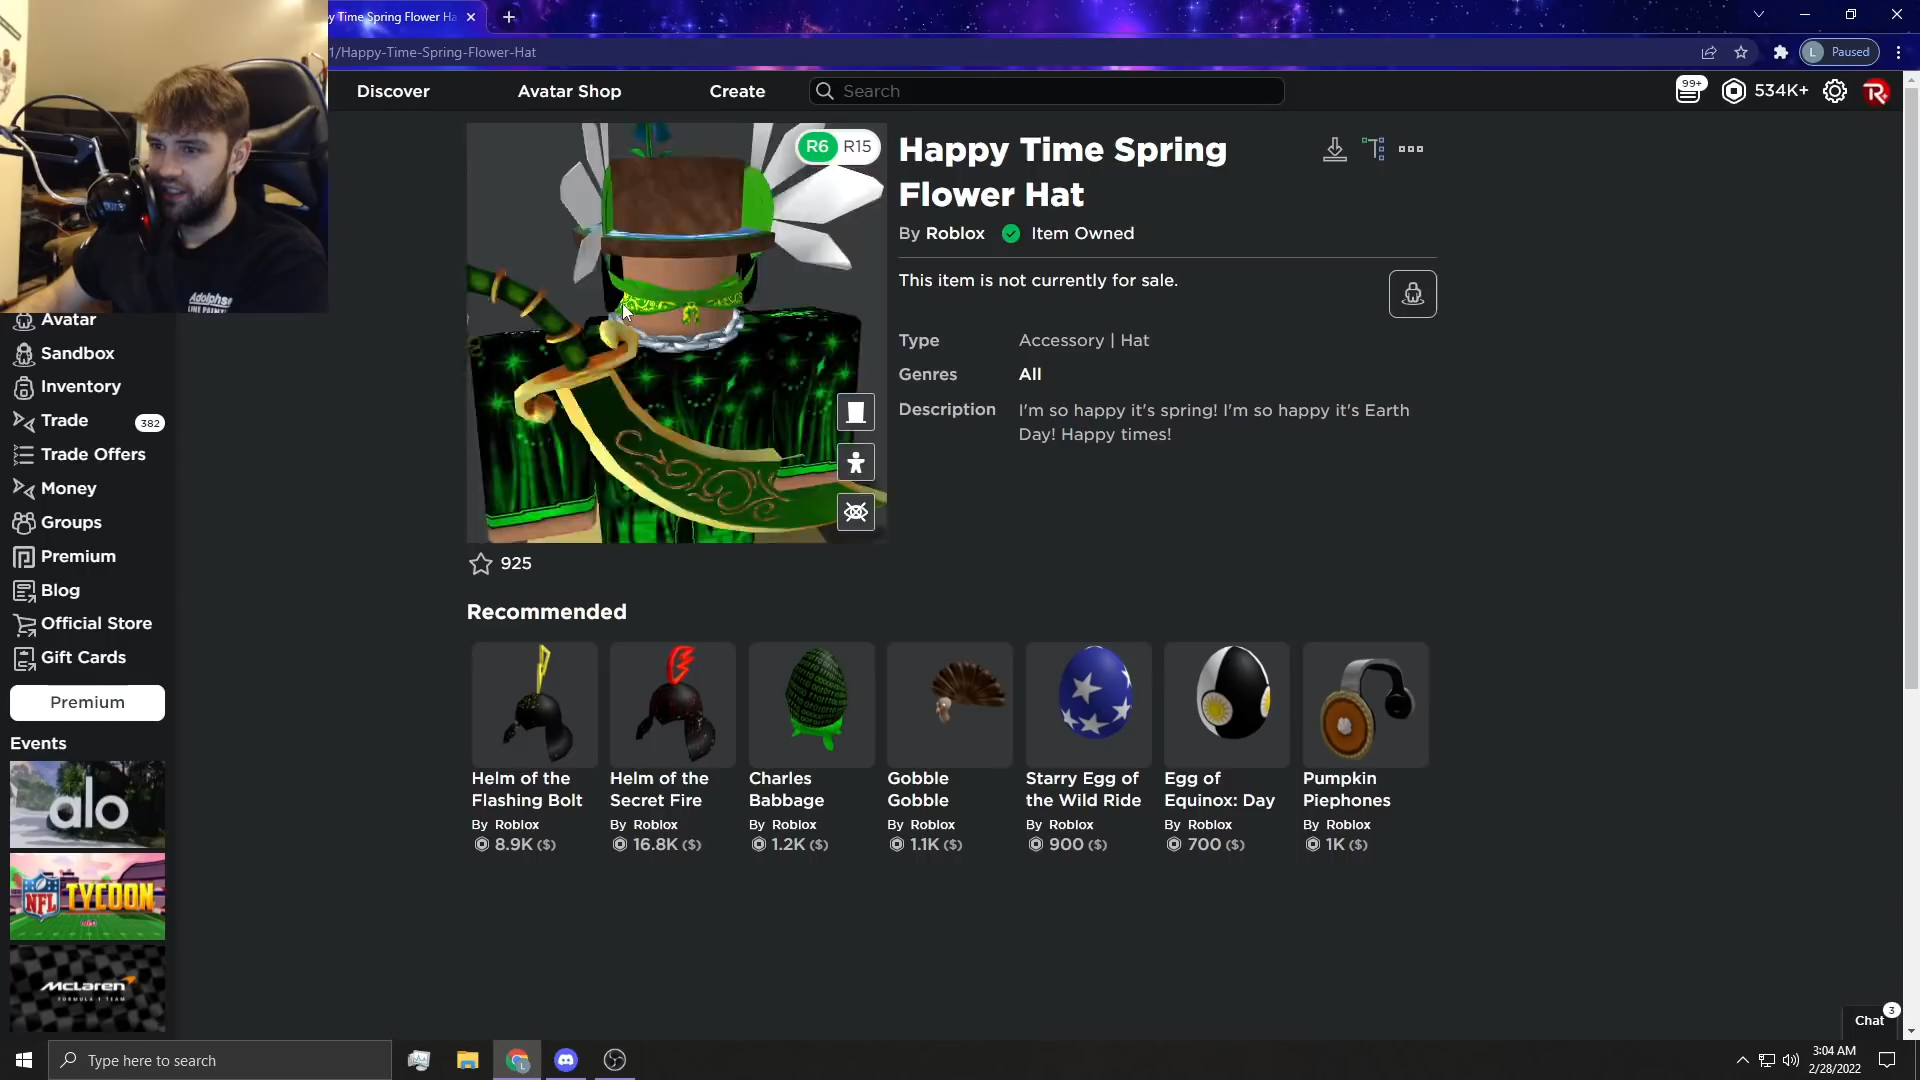 y Time Spring Flower Ha
1/Happy-Time-Spring-Flower-Hat
L Paused
Discover
Avatar Shop
Create
Search
99+
534K+
R6 R15
Happy Time Spring
Flower Hat
By Roblox Item Owned
This item is not currently for sale.
Type Accessory | Hat
Genres All
Description I'm so happy it's spring! I'm so happy it's Earth
Day! Happy times!
925
Adolphse
Avatar
Sandbox
Inventory
Trade 382
Trade Offers
Money
Groups
Premium
Blog
Official Store
Gift Cards
Premium
Events
alo
NFL TYCOON
McLaren
FORMULA 1 TEAM
Recommended
Helm of the
Flashing Bolt
By Roblox
8.9K ($)
Helm of the
Secret Fire
By Roblox
16.8K ($)
Charles
Babbage
By Roblox
1.2K ($)
Gobble
Gobble
By Roblox
1.1K ($)
Starry Egg of
the Wild Ride
By Roblox
900 ($)
Egg of
Equinox: Day
By Roblox
700 ($)
Pumpkin
Piephones
By Roblox
1K ($)
Chat 3
Type here to search
3:04 AM
2/28/2022